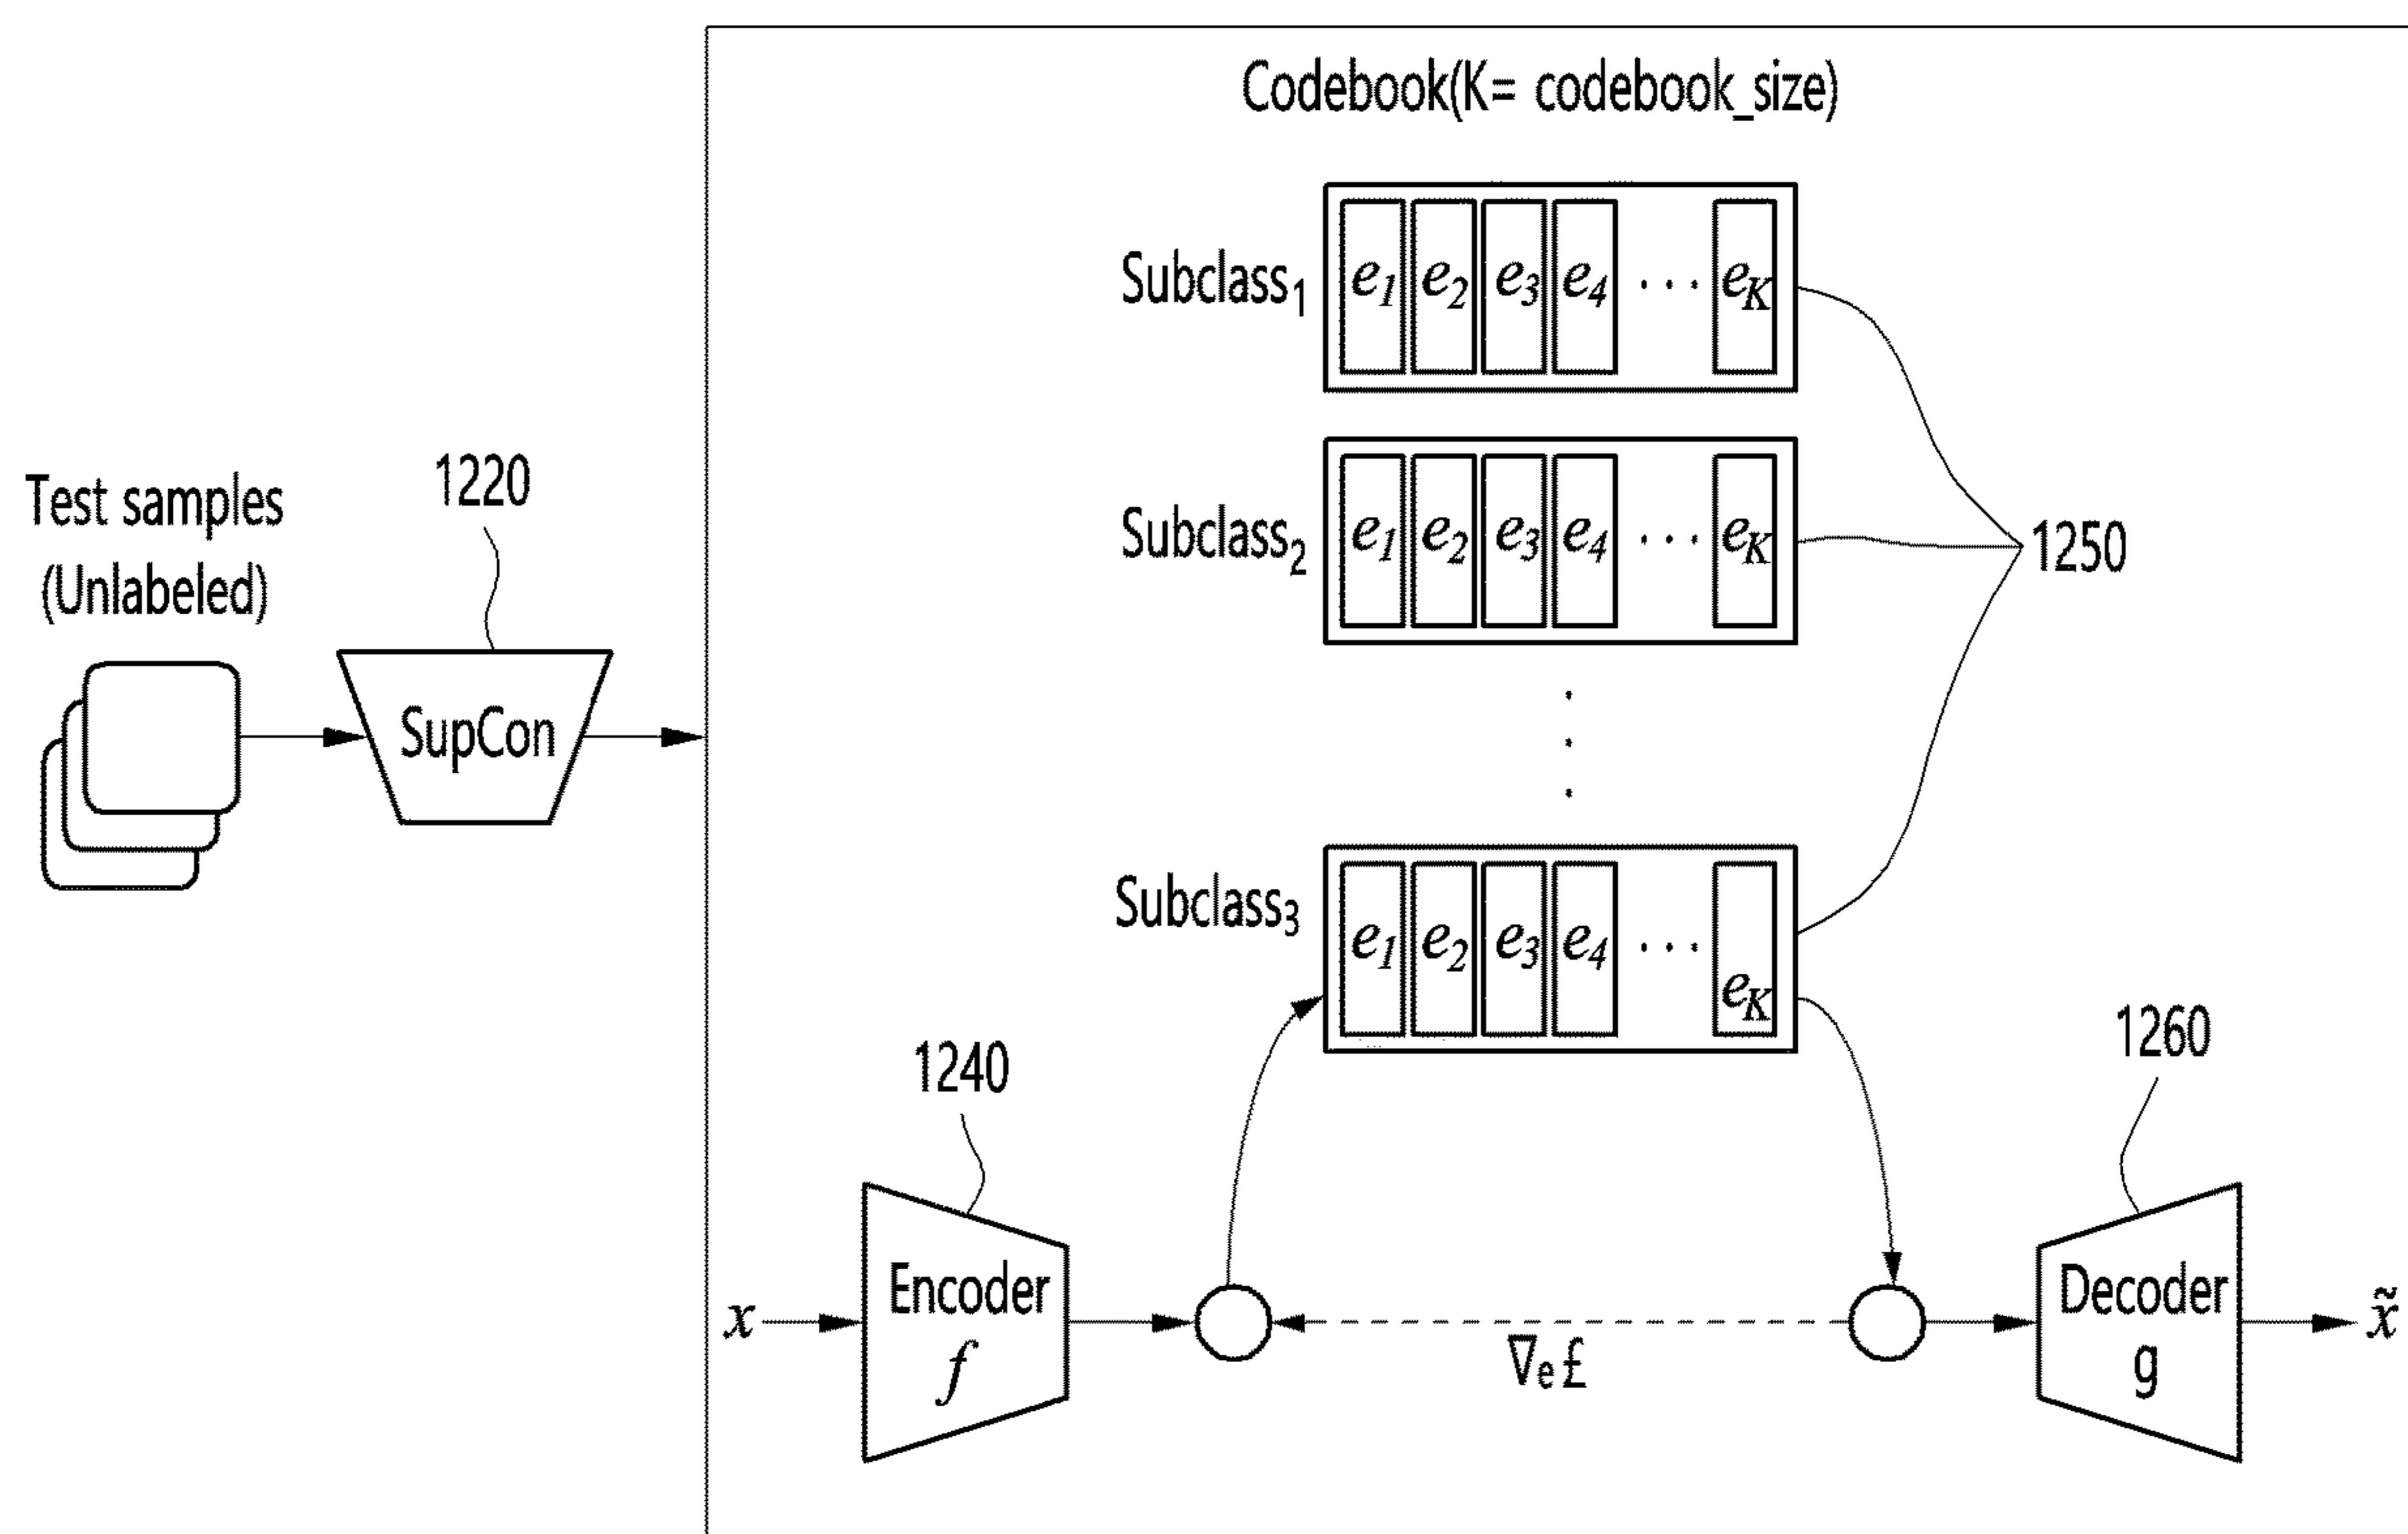 Codebook(K= codebook_size)
Subclass1 e1 e2 e3 e4 ... eK
1220
Test samples
(Unlabeled)
Subclass2 e1 e2 e3 e4 ... eK
1250
SupCon
Subclass3 e1 e2 e3 e4 ... eK
1240
1260
x
Encoder
f
∇e£
Decoder
g
x̃